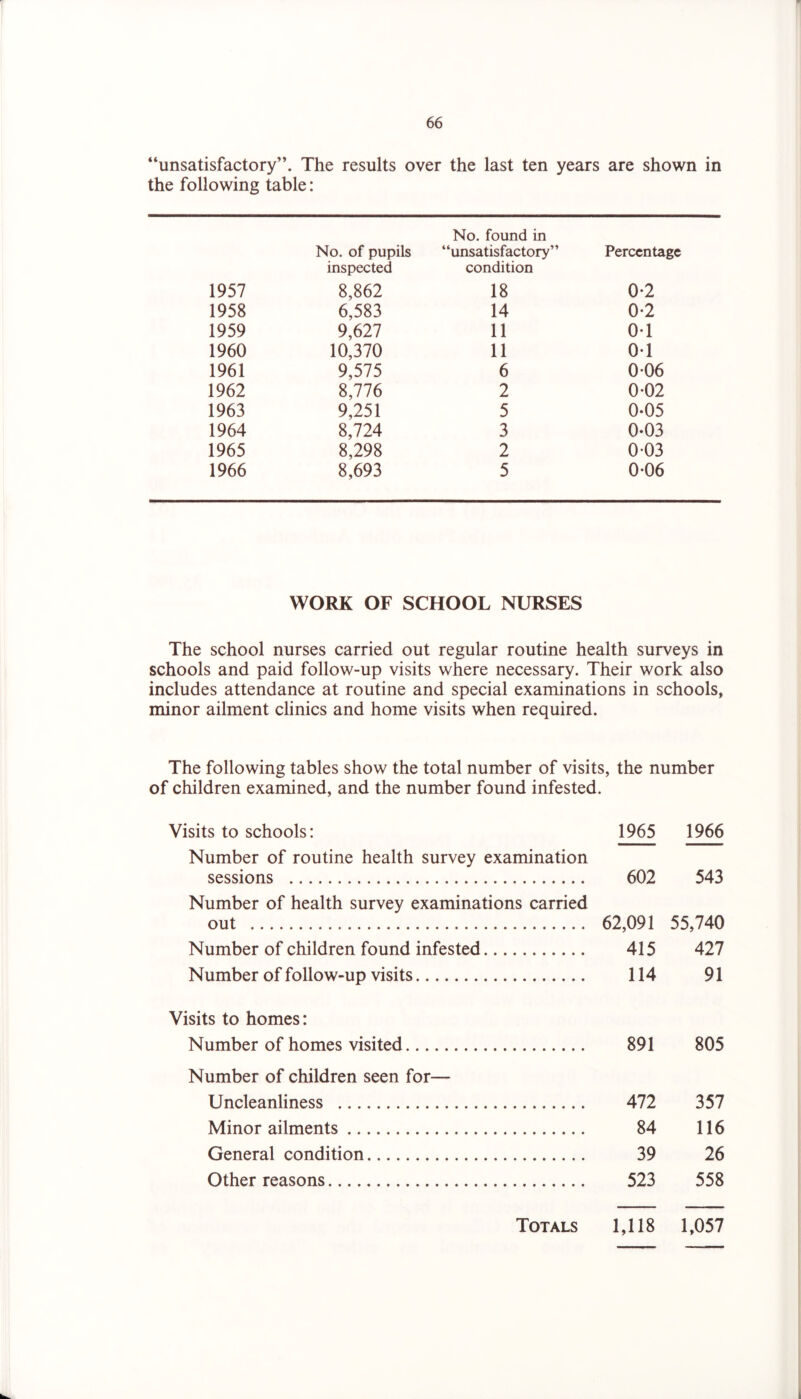 66
“unsatisfactory”. The results over the last ten years are shown in
the following table:
No. of pupils inspected No. found in “unsatisfactory” condition Percentage
1957 8,862 18 0·2
1958 6,583 14 0·2
1959 9,627 11 0·1
1960 10,370 11 0·1
1961 9,575 6 0·06
1962 8,776 2 0·02
1963 9,251 5 0·05
1964 8,724 3 0·03
1965 8,298 2 0·03
1966 8,693 5 0·06
WORK OF SCHOOL NURSES
The school nurses carried out regular routine health surveys in
schools and paid follow-up visits where necessary. Their work also
includes attendance at routine and special examinations in schools,
minor ailment clinics and home visits when required.
The following tables show the total number of visits, the number
of children examined, and the number found infested.
Visits to schools: 1965 1966
Number of routine health survey examination
sessions .................................. 602 543
Number of health survey examinations carried
out ...................................... 62,091 55,740
Number of children found infested............ 415 427
Number of follow-up visits................... 114 91
Visits to homes:
Number of homes visited.................... 891 805
Number of children seen for—
Uncleanliness ............................ 472 357
Minor ailments........................... 84 116
General condition......................... 39 26
Other reasons............................. 523 558
TOTALS 1,118 1,057